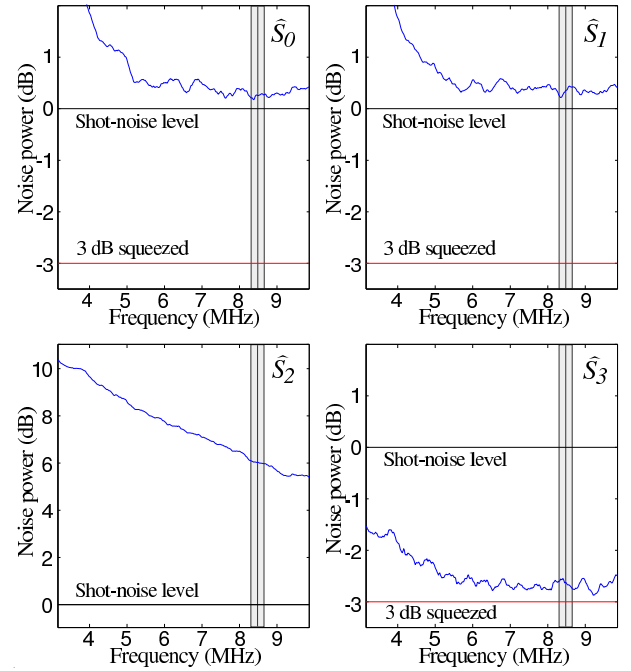 Ŝ0
Noise power (dB)
1
0
-1
-2
-3
Shot-noise level
3 dB squeezed
4 5 6 7 8 9
Frequency (MHz)
Ŝ1
Noise power (dB)
1
0
-1
-2
-3
Shot-noise level
3 dB squeezed
4 5 6 7 8 9
Frequency (MHz)
Ŝ2
Noise power (dB)
10
8
6
4
2
0
Shot-noise level
4 5 6 7 8 9
Frequency (MHz)
Ŝ3
Noise power (dB)
2
1
0
-1
-2
-3
Shot-noise level
3 dB squeezed
4 5 6 7 8 9
Frequency (MHz)